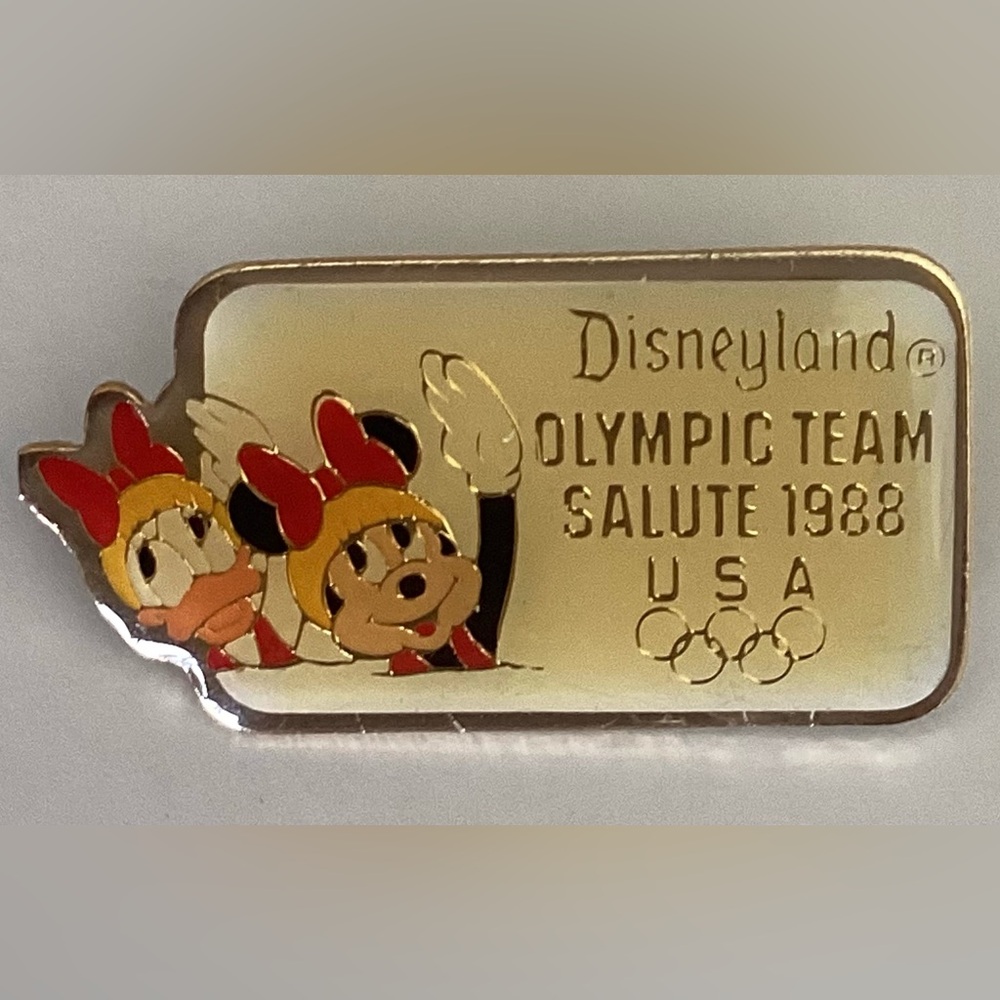 Disneyland®
OLYMPIC TEAM
SALUTE 1988
USA